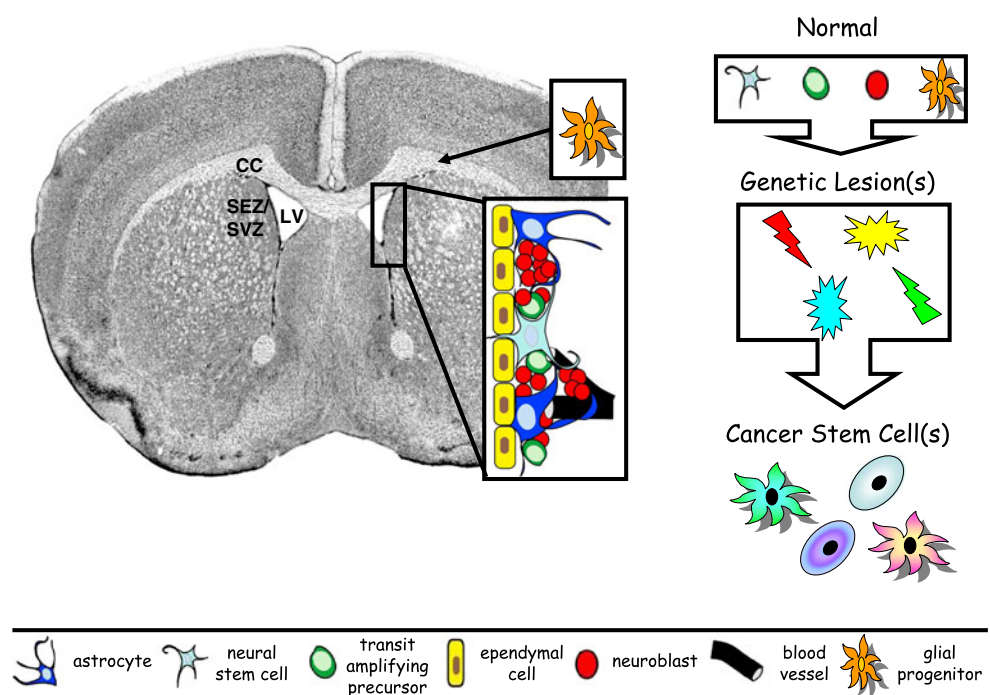 Normal
CC
SEZ/
SVZ
LV
Genetic Lesion(s)
Cancer Stem Cell(s)
astrocyte
neural
stem cell
transit
amplifying
precursor
ependymal
cell
neuroblast
blood
vessel
glial
progenitor